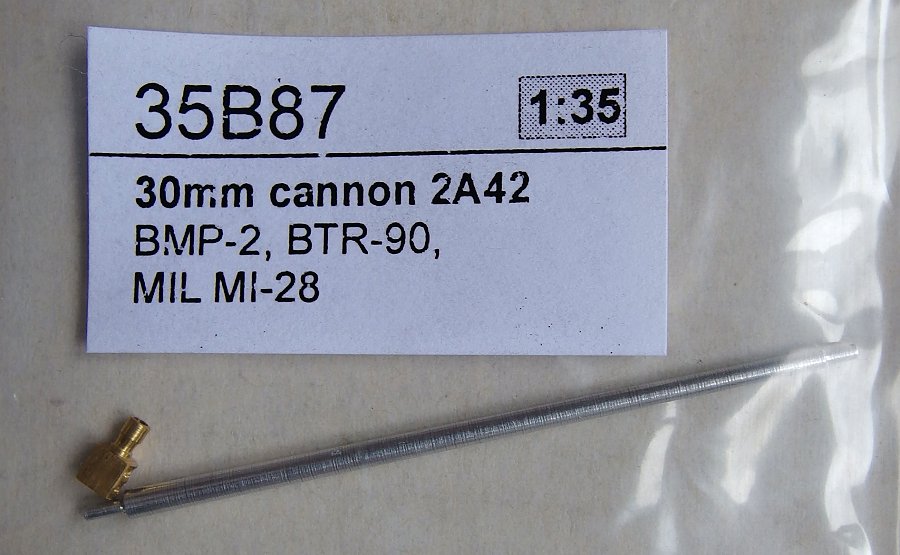 35B87
1:35
30mm cannon 2A42
BMP-2, BTR-90,
MIL MI-28